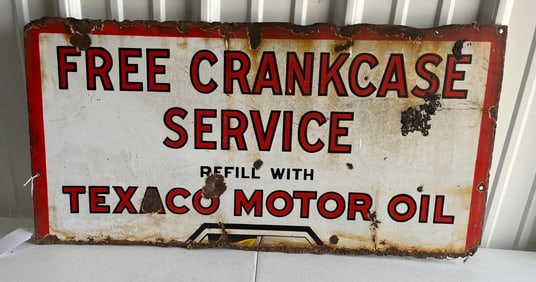 FREE CRANKCASE
SERVICE
REFILL WITH
TEXACO MOTOR OIL